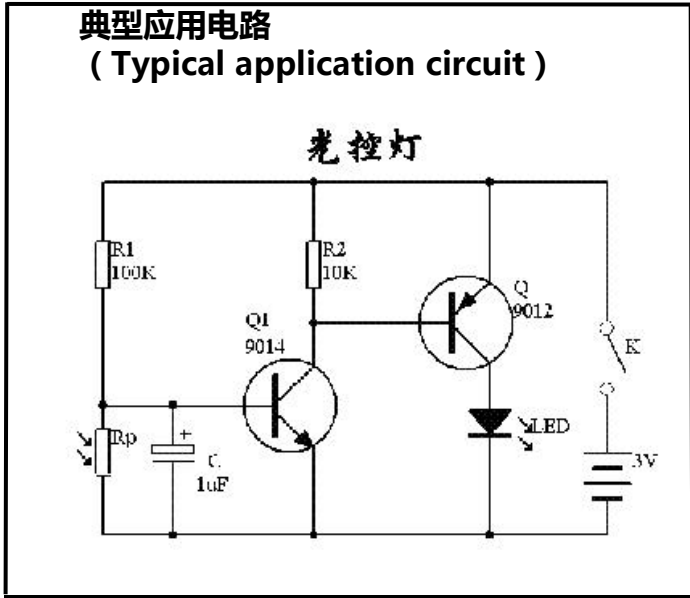 典型应用电路
( Typical application circuit )
光控灯
R1
100K
R2
10K
Q1
9014
Q
9012
K
Rp
+
C
1uF
LED
3V